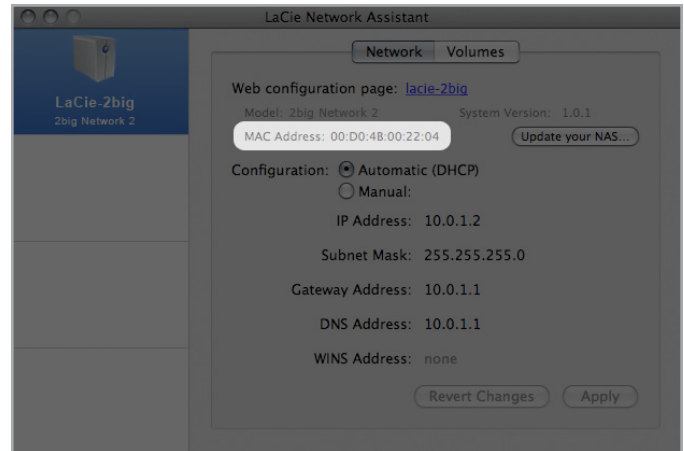 LaCie Network Assistant
LaCie-2big
2big Network 2
Network Volumes
Web configuration page: lacie-2big
Model: 2big Network 2 System Version: 1.0.1
MAC Address: 00:D0:4B:00:22:04 Update your NAS...
Configuration: Automatic (DHCP)
Manual:
IP Address: 10.0.1.2
Subnet Mask: 255.255.255.0
Gateway Address: 10.0.1.1
DNS Address: 10.0.1.1
WINS Address: none
Revert Changes Apply